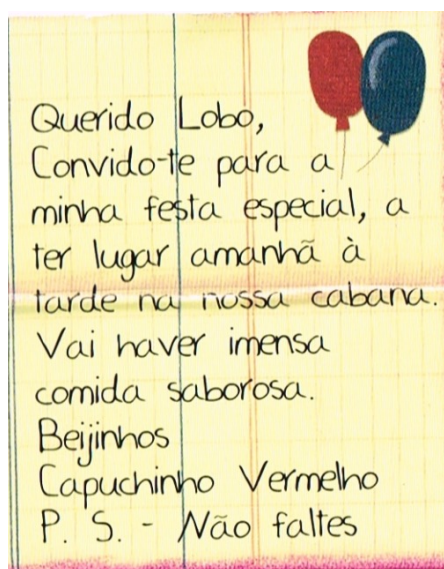 Querido Lobo,
Convido-te para a
minha festa especial, a
ter lugar amanhã à
tarde na nossa cabana.
Vai haver imensa
comida saborosa.
Beijinhos
Capuchinho Vermelho
P. S. - Não faltes